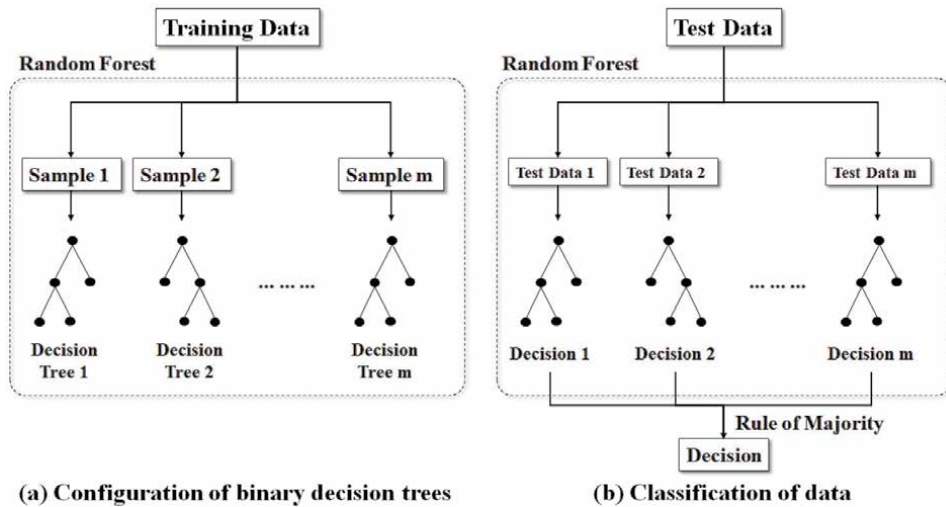 Training Data
Random Forest
Sample 1
Sample 2
Sample m
... ... ...
Decision
Tree 1
Decision
Tree 2
Decision
Tree m
(a) Configuration of binary decision trees
Test Data
Random Forest
Test Data 1
Test Data 2
Test Data m
... ... ...
Decision 1
Decision 2
Decision m
Rule of Majority
Decision
(b) Classification of data